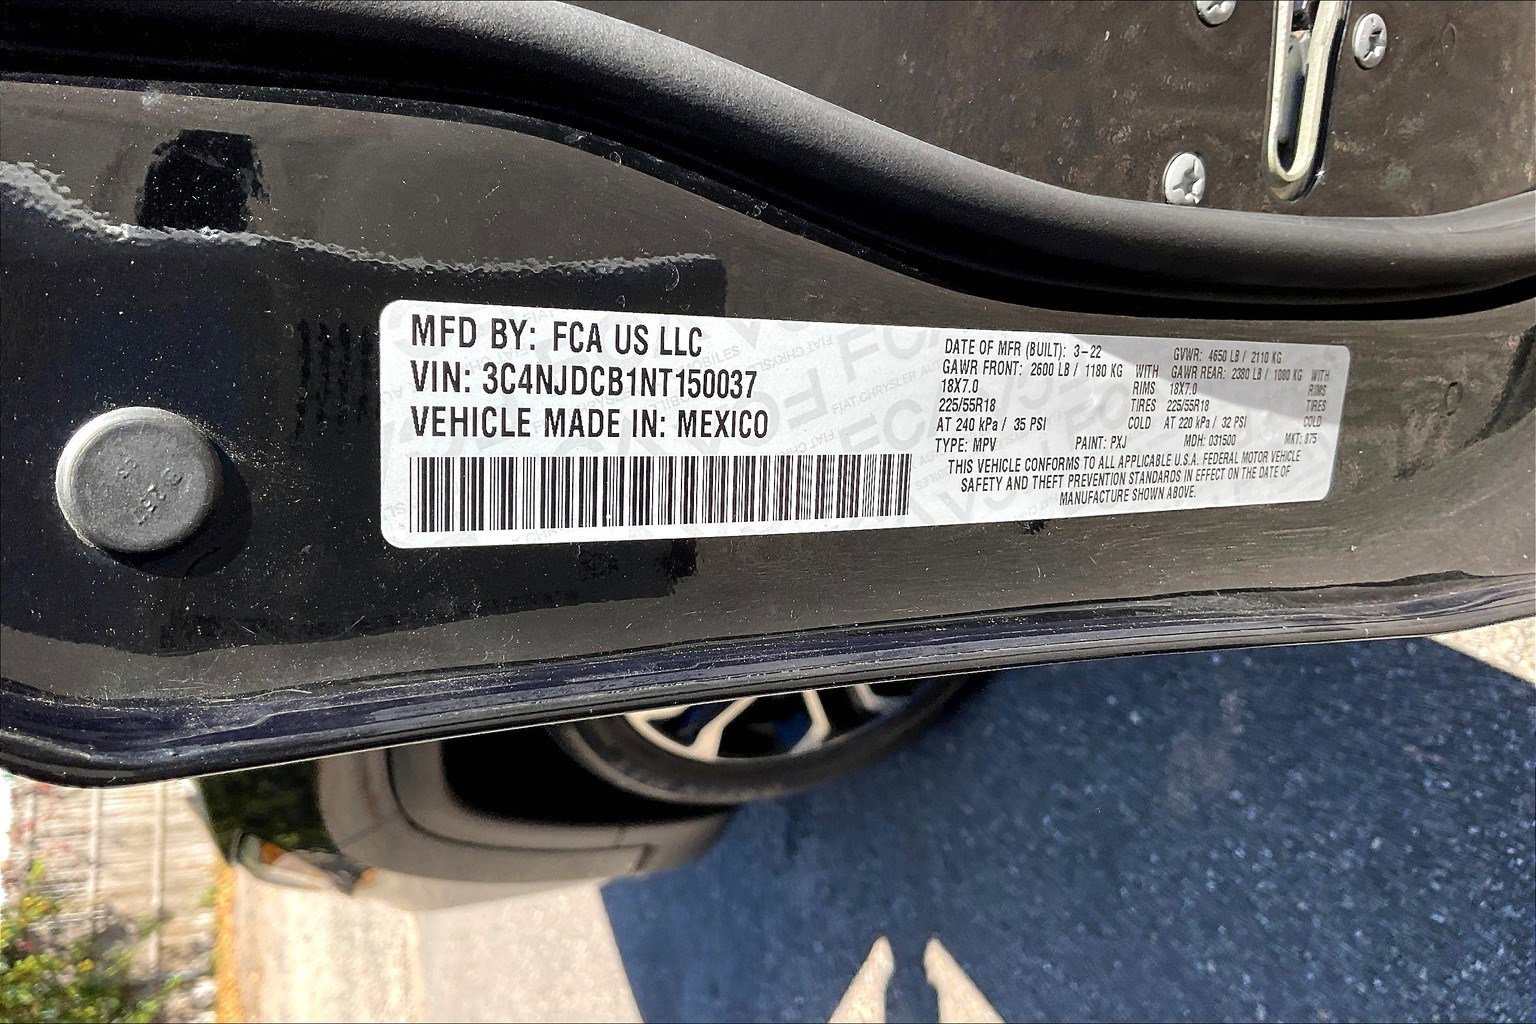 MFD BY: FCA US LLC
VIN: 3C4NJDCB1NT150037
VEHICLE MADE IN: MEXICO
DATE OF MFR (BUILT): 3-22 GVWR: 4650 LB / 2110 KG
GAWR FRONT: 2600 LB / 1180 KG WITH GAWR REAR: 2380 LB / 1080 KG WITH
18X7.0 RIMS 18X7.0 RIMS
225/55R18 TIRES 225/55R18 TIRES
AT 240 kPa / 35 PSI COLD AT 220 kPa / 32 PSI COLD
TYPE: MPV PAINT: PXJ MDH: 031500 MKT: 875
THIS VEHICLE CONFORMS TO ALL APPLICABLE U.S.A. FEDERAL MOTOR VEHICLE
SAFETY AND THEFT PREVENTION STANDARDS IN EFFECT ON THE DATE OF
MANUFACTURE SHOWN ABOVE.